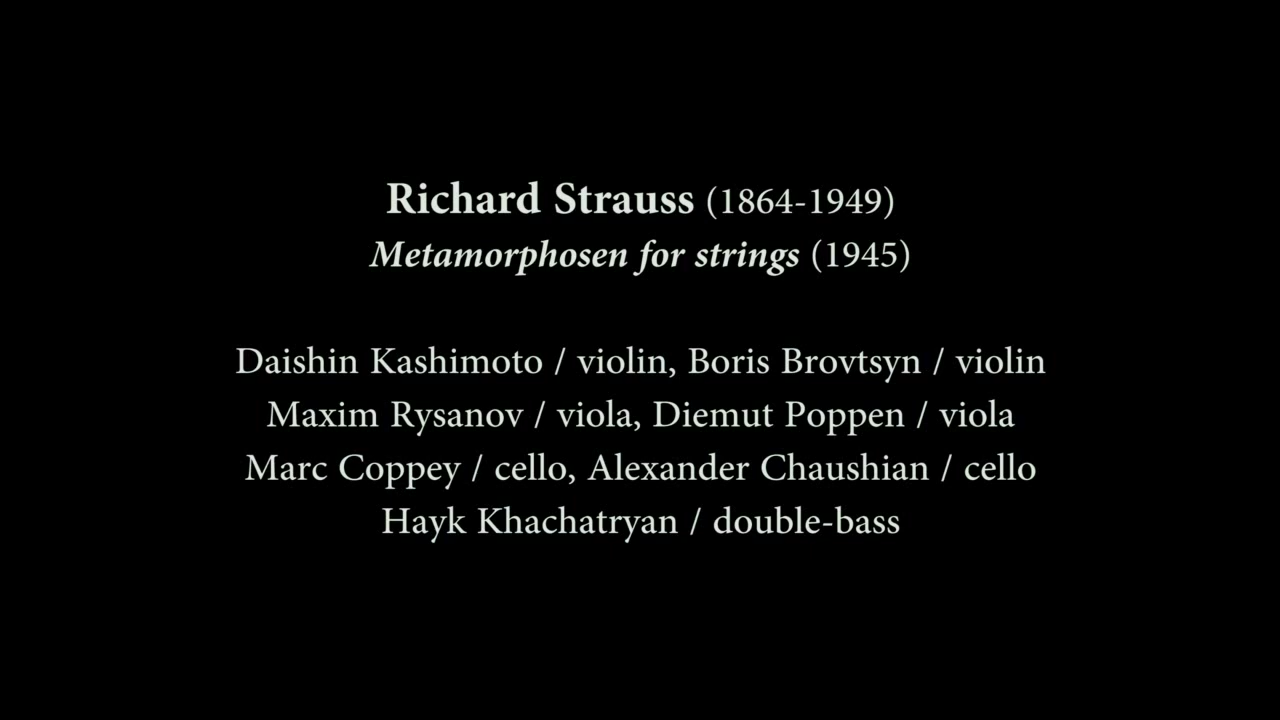 Richard Strauss (1864-1949)
Metamorphosen for strings (1945)
Daishin Kashimoto / violin, Boris Brovtsyn / violin
Maxim Rysanov / viola, Diemut Poppen / viola
Marc Coppey / cello, Alexander Chaushian / cello
Hayk Khachatryan / double-bass